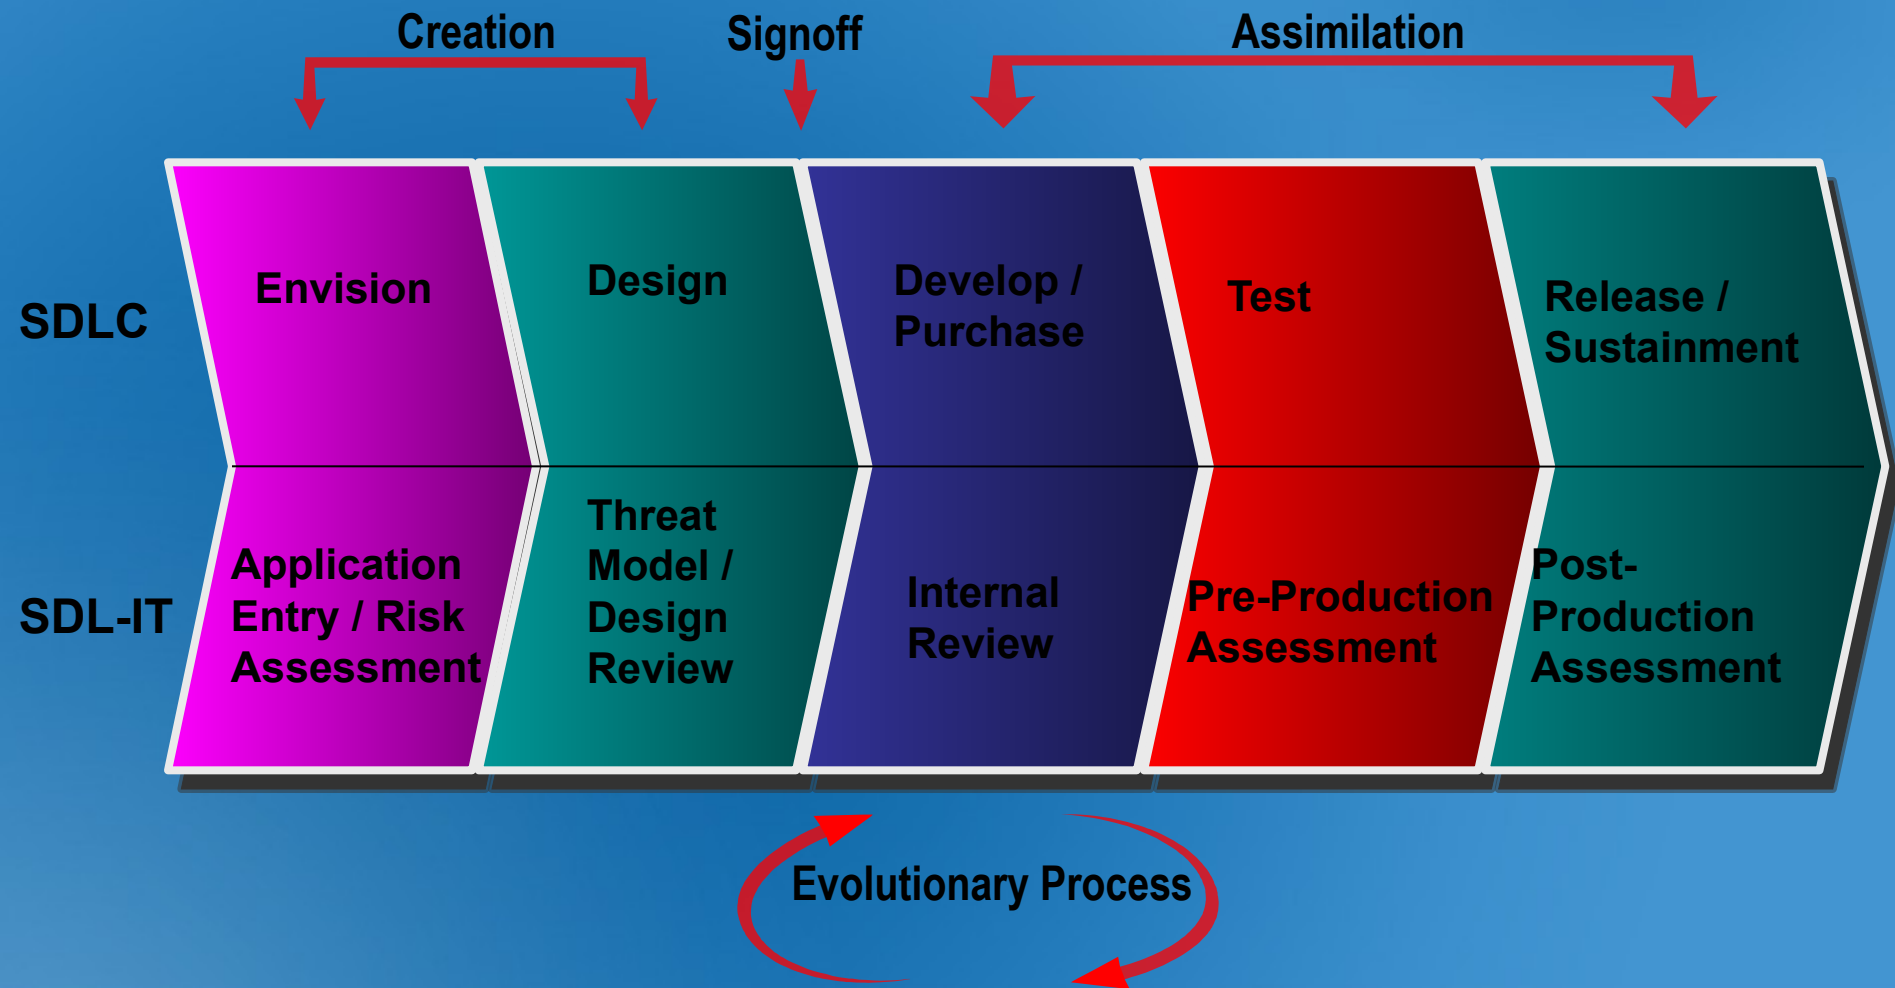 Creation
Signoff
Assimilation
SDLC
Envision
Design
Develop /
Purchase
Test
Release /
Sustainment
SDL-IT
Application
Entry / Risk
Assessment
Threat
Model /
Design
Review
Internal
Review
Pre-Production
Assessment
Post-
Production
Assessment
Evolutionary Process